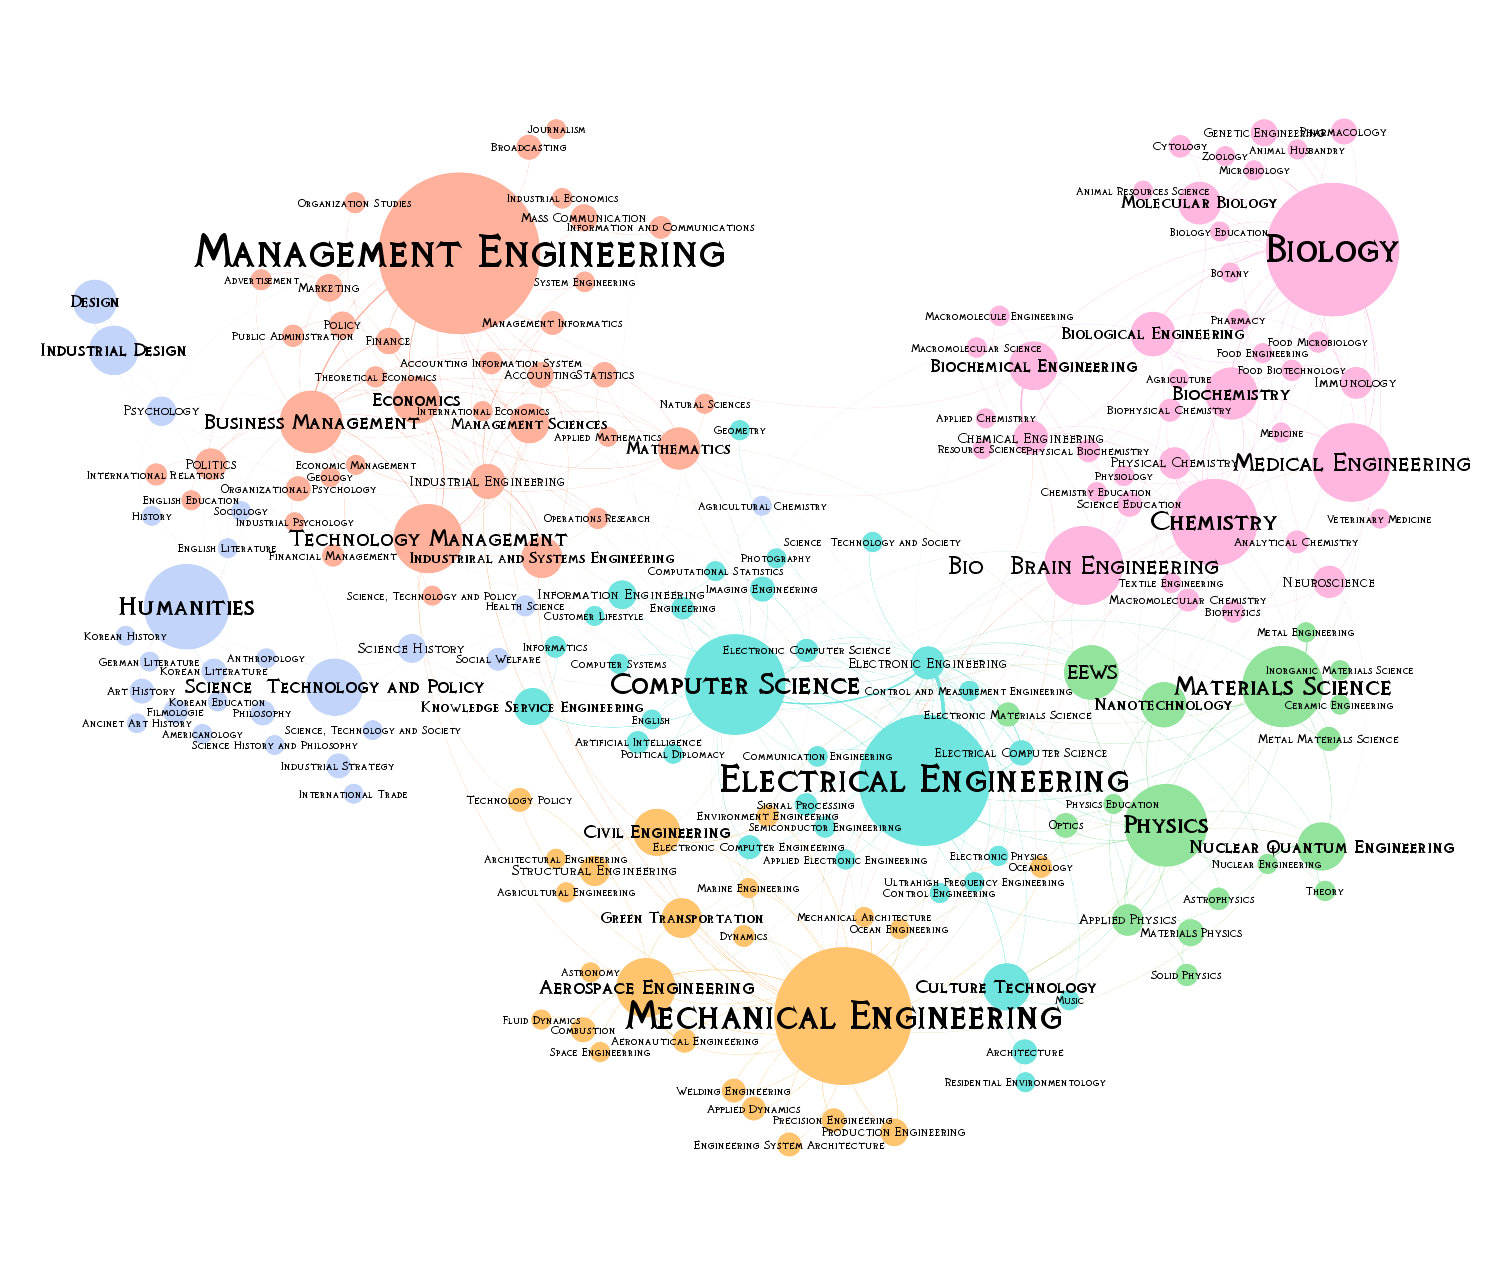 Journalism
Genetic Engineering
Pharmacology
Broadcasting
Cytology
Animal Husbandry
Zoology
Microbiology
Animal Resources Science
Industrial Economics
Organization Studies
Molecular Biology
Mass Communication
Information and Communications
Biology Education
Management Engineering
Biology
Botany
Advertisement
System Engineering
Marketing
Design
Macromolecule Engineering
Pharmacy
Policy
Management Informatics
Public Administration
Biological Engineering
Finance
Food Microbiology
Industrial Design
Macromolecular Science
Food Engineering
Accounting Information System
Biochemical Engineering
Food Biotechnology
Theoretical Economics
Accounting
Statistics
Agriculture
Immunology
Biochemistry
Economics
Natural Sciences
Psychology
International Economics
Biophysical Chemistry
Applied Chemistrry
Business Management
Management Sciences
Geometry
Medicine
Applied Mathematics
Chemical Engineering
Mathematics
Resource Science
Physical Biochemistry
Politics
Economic Management
Physical Chemistry
Medical Engineering
International Relations
Geology
Physiology
Industrial Engineering
Organizational Psychology
Chemistry Education
English Education
Science Education
Agricultural Chemistry
Sociology
History
Operations Research
Industrial Psychology
Chemistry
Veterinary Medicine
Technology Management
Science Technology and Society
Analytical Chemistry
English Literature
Financial Management
Industriral and Systems Engineering
Photography
Bio Brain Engineering
Computational Statistics
Textile Engineering
Neuroscience
Imaging Engineering
Science, Technology and Policy
Information Engineering
Macromolecular Chemistry
Humanities
Health Science
Engineering
Biophysics
Customer Lifestyle
Metal Engineering
Korean History
Informatics
Science History
Electronic Computer Science
Anthropology
Social Welfare
German Literature
Computer Systems
Electronic Engineering
Korean Literature
EEWS
Inorganic Materials Science
Science Technology and Policy
Computer Science
Materials Science
Art History
Control and Measurement Engineering
Korean Education
Knowledge Service Engineering
Nanotechnology
Ceramic Engineering
Filmologie
Philosophy
Electronic Materials Science
Ancinet Art History
English
Americanology
Science, Technology and Society
Science History and Philosophy
Artificial Intelligence
Metal Materials Science
Political Diplomacy
Communication Engineering
Electrical Computer Science
Industrial Strategy
Electrical Engineering
International Trade
Technology Policy
Signal Processing
Physics Education
Environment Engineering
Optics
Physics
Civil Engineering
Semiconductor Engineerirng
Electronic Computer Engineering
Nuclear Quantum Engineering
Architectural Engineering
Applied Electronic Engineering
Electronic Physics
Nuclear Engineering
Structural Engineering
Oceanology
Ultrahigh Frequency Engineering
Agricultural Engineering
Marine Engineering
Control Engineering
Theory
Astrophysics
Green Transportation
Mechanical Architecture
Applied Physics
Ocean Engineering
Dynamics
Materials Physics
Astronomy
Solid Physics
Aerospace Engineering
Culture Technology
Music
Mechanical Engineering
Fluid Dynamics
Combustion
Aeronautical Engineering
Space Engineerring
Architecture
Residential Environmentology
Welding Engineering
Applied Dynamics
Precision Engineering
Production Engineering
Engineering System Architecture